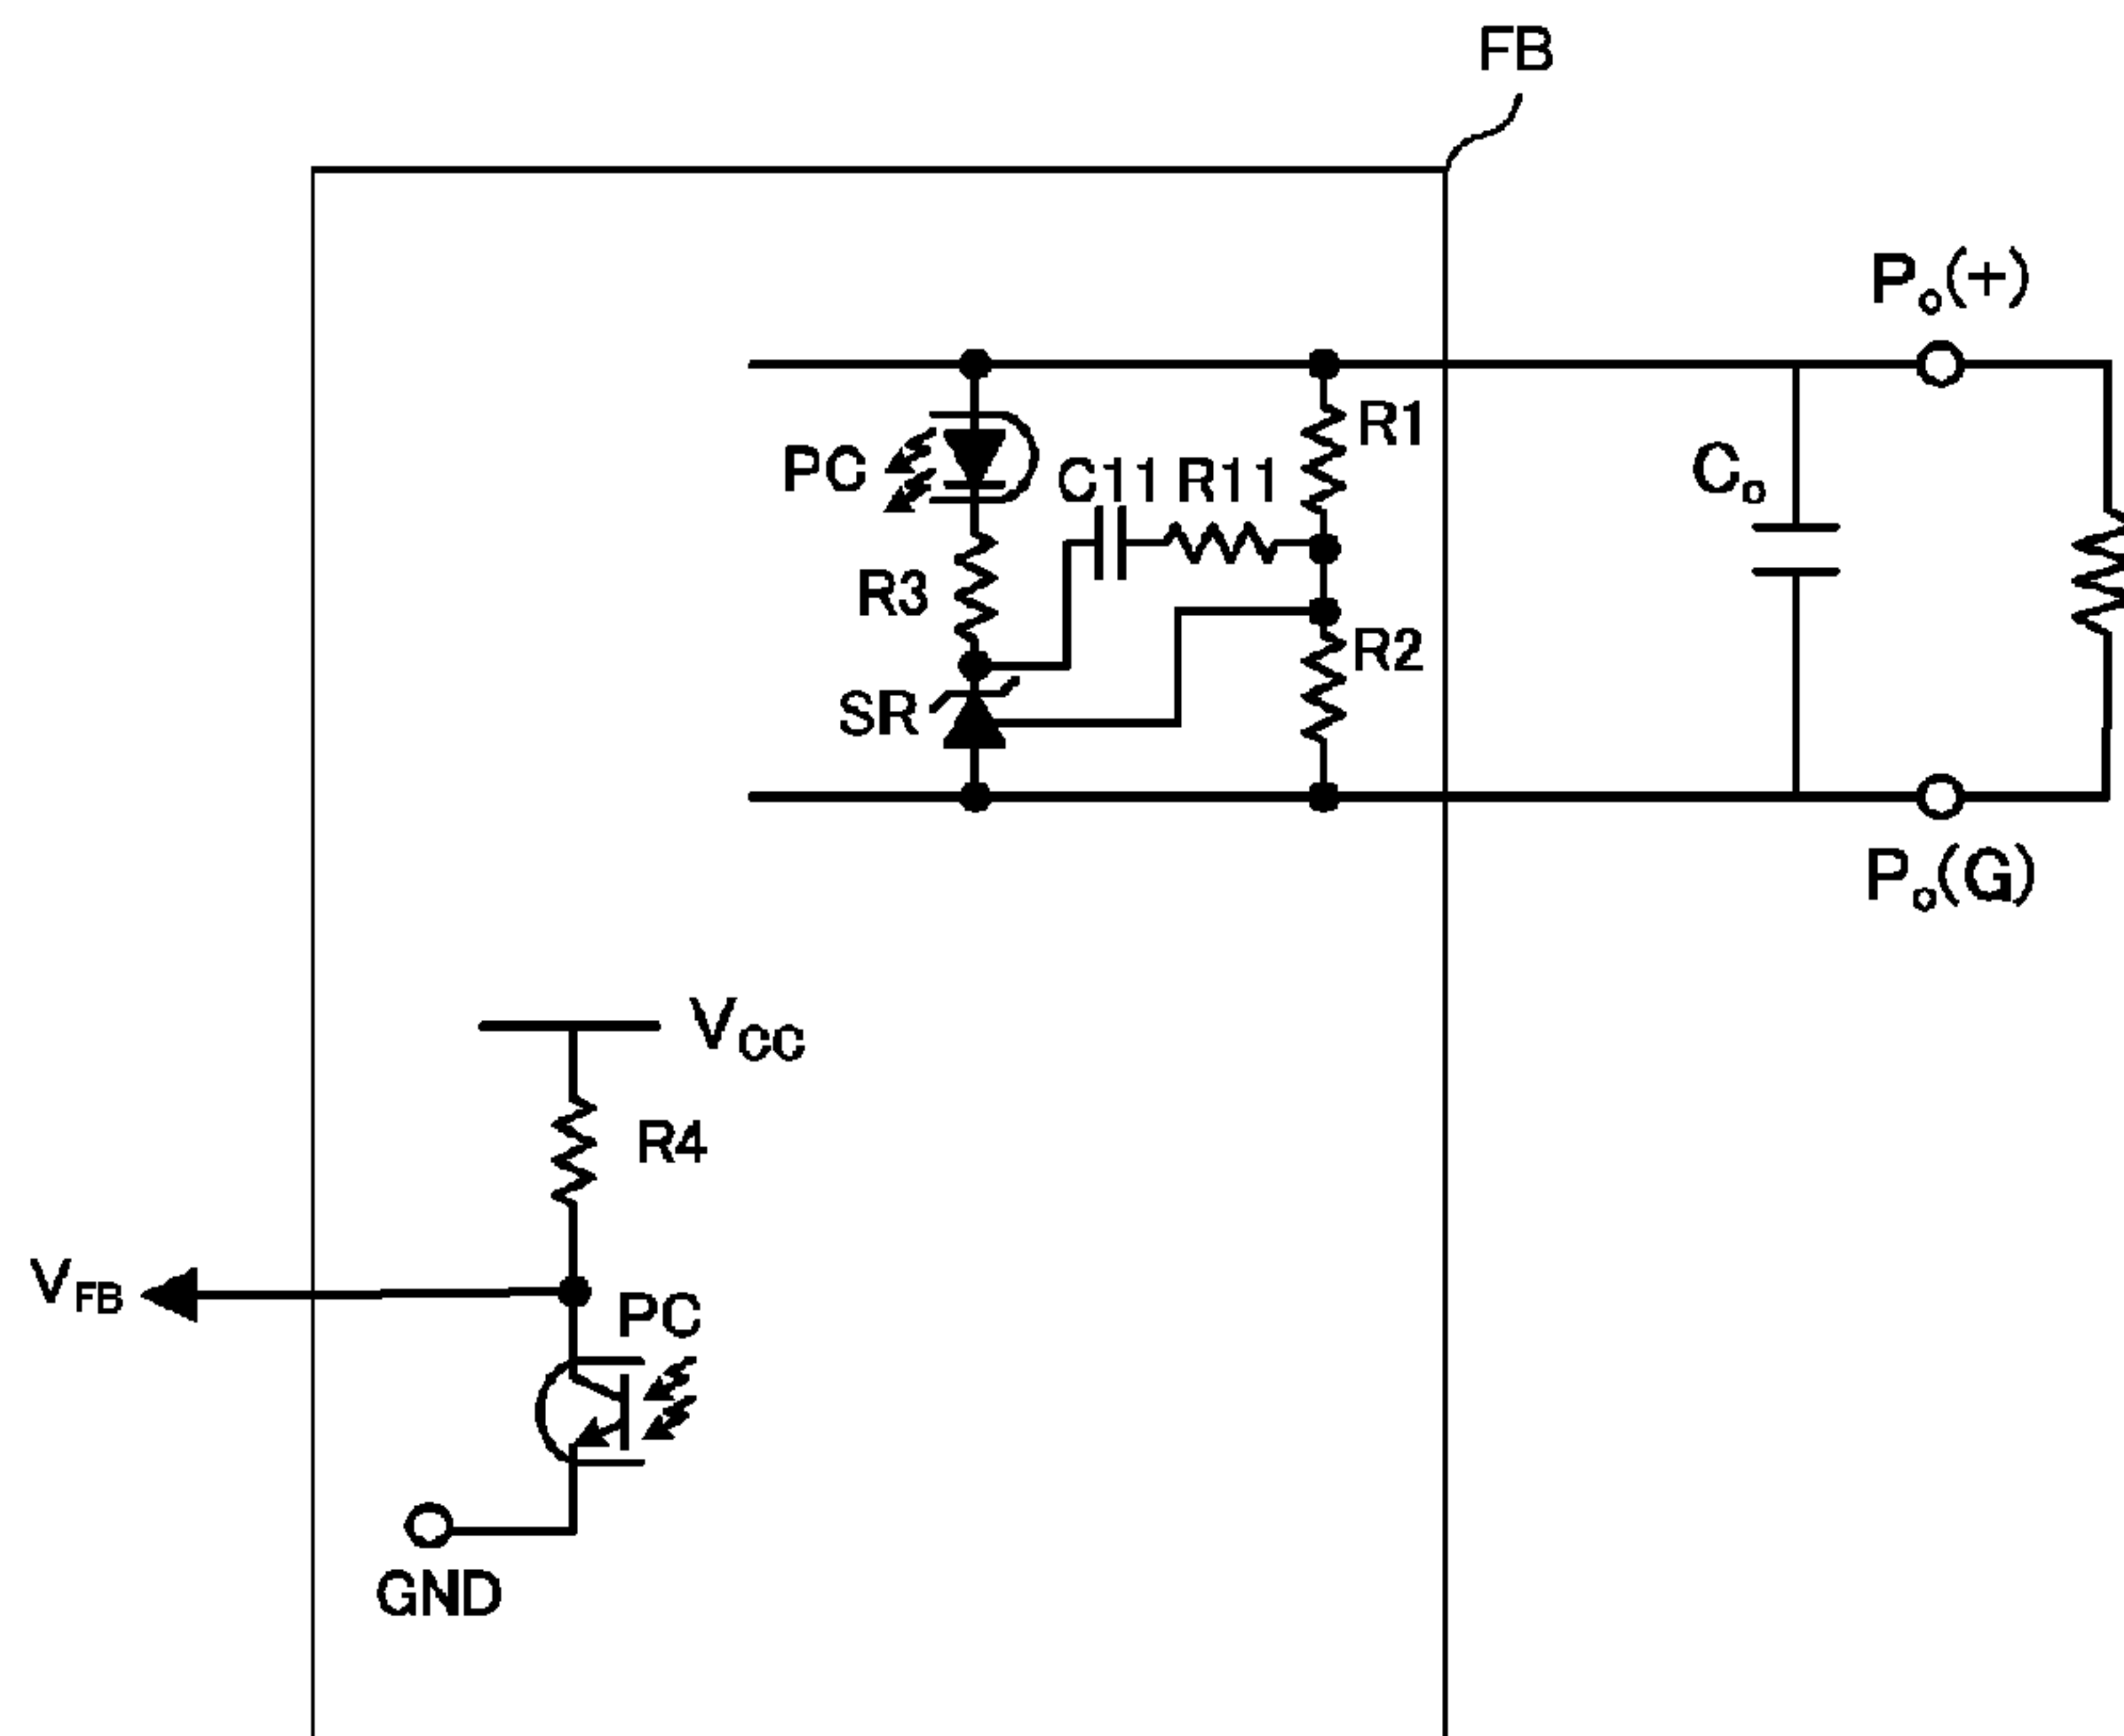 FB
Po(+)
R1
PC
C11 R11
Co
R3
R2
SR
Po(G)
VCC
R4
VFB
PC
GND